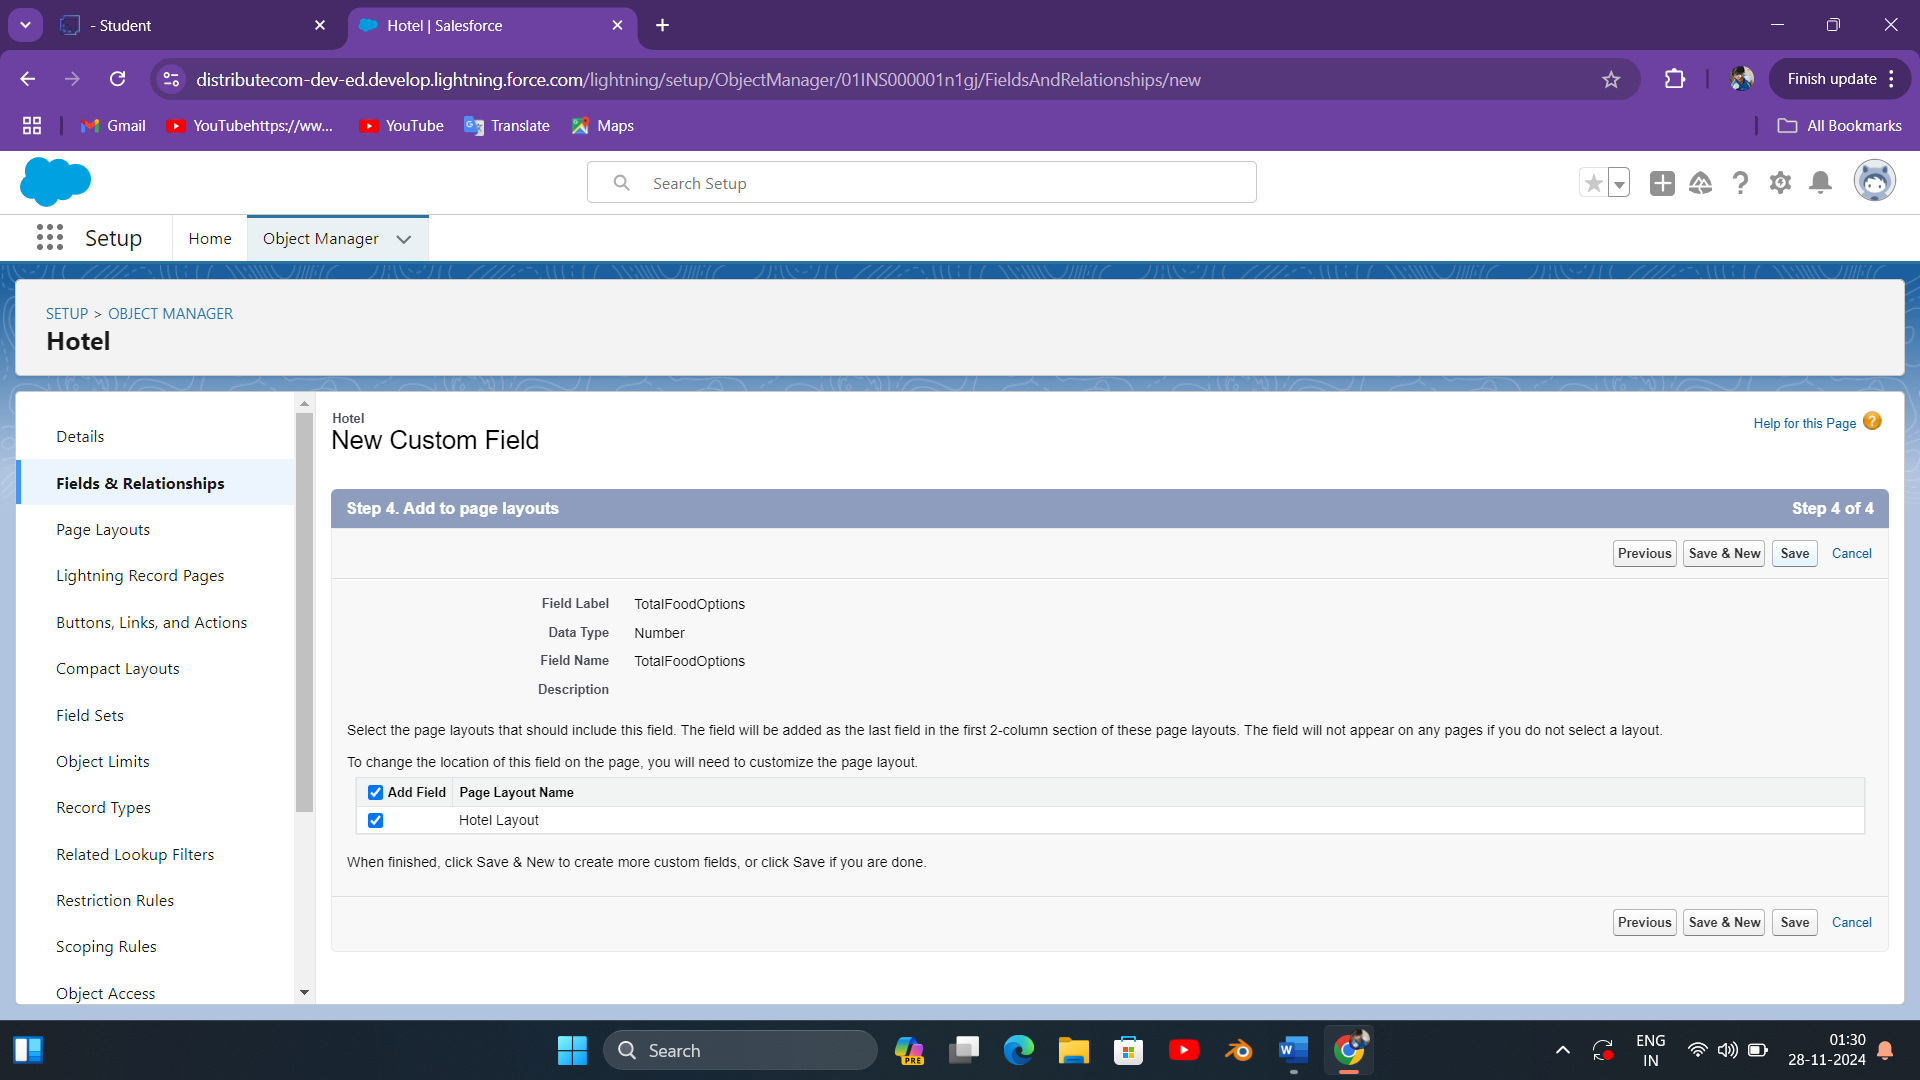 - Student
Hotel | Salesforce
distributecom-dev-ed.develop.lightning.force.com/lightning/setup/ObjectManager/01INS000001n1gj/FieldsAndRelationships/new
Finish update
Gmail
YouTubehttps://ww...
YouTube
Translate
Maps
All Bookmarks
Search Setup
Setup
Home
Object Manager
SETUP > OBJECT MANAGER
Hotel
Details
Fields & Relationships
Page Layouts
Lightning Record Pages
Buttons, Links, and Actions
Compact Layouts
Field Sets
Object Limits
Record Types
Related Lookup Filters
Restriction Rules
Scoping Rules
Object Access
Hotel
New Custom Field
Help for this Page
Step 4. Add to page layouts
Step 4 of 4
Previous Save & New Save Cancel
Field Label TotalFoodOptions
Data Type Number
Field Name TotalFoodOptions
Description
Select the page layouts that should include this field. The field will be added as the last field in the first 2-column section of these page layouts. The field will not appear on any pages if you do not select a layout.
To change the location of this field on the page, you will need to customize the page layout.
Add Field Page Layout Name
Hotel Layout
When finished, click Save & New to create more custom fields, or click Save if you are done.
Previous Save & New Save Cancel
Search
PRE
ENG
IN
01:30
28-11-2024